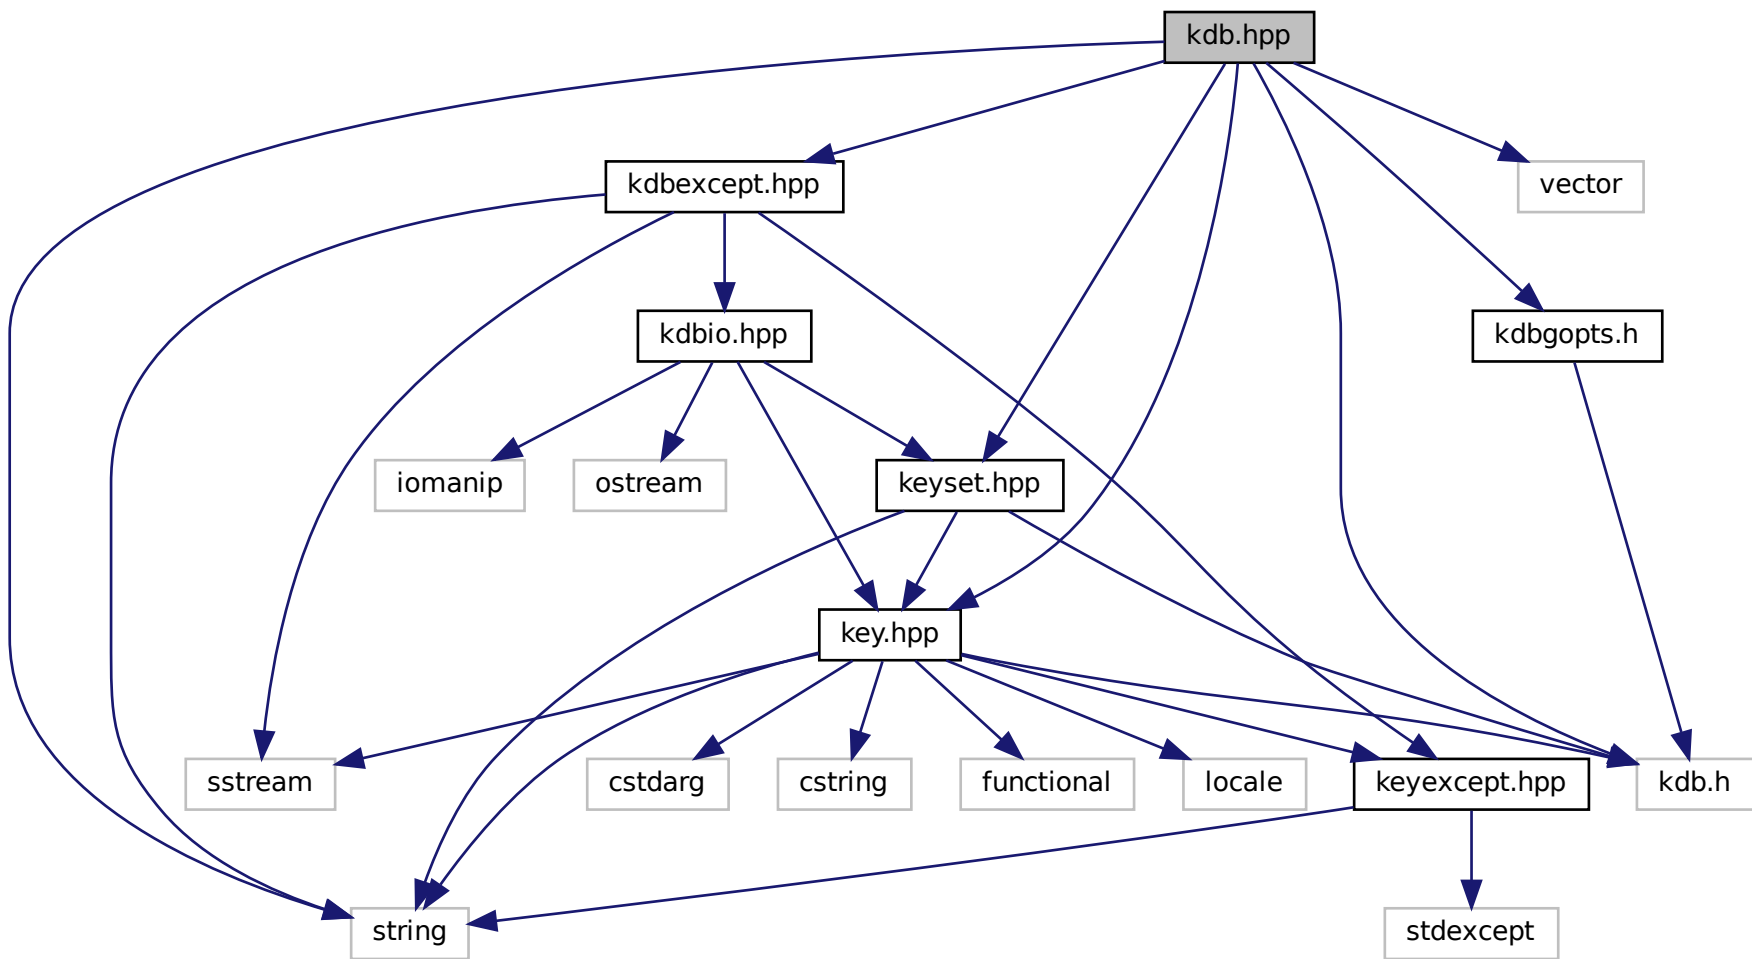 kdb.hpp
kdbexcept.hpp
vector
kdbio.hpp
kdbgopts.h
iomanip
ostream
keyset.hpp
key.hpp
sstream
cstdarg
cstring
functional
locale
keyexcept.hpp
kdb.h
string
stdexcept